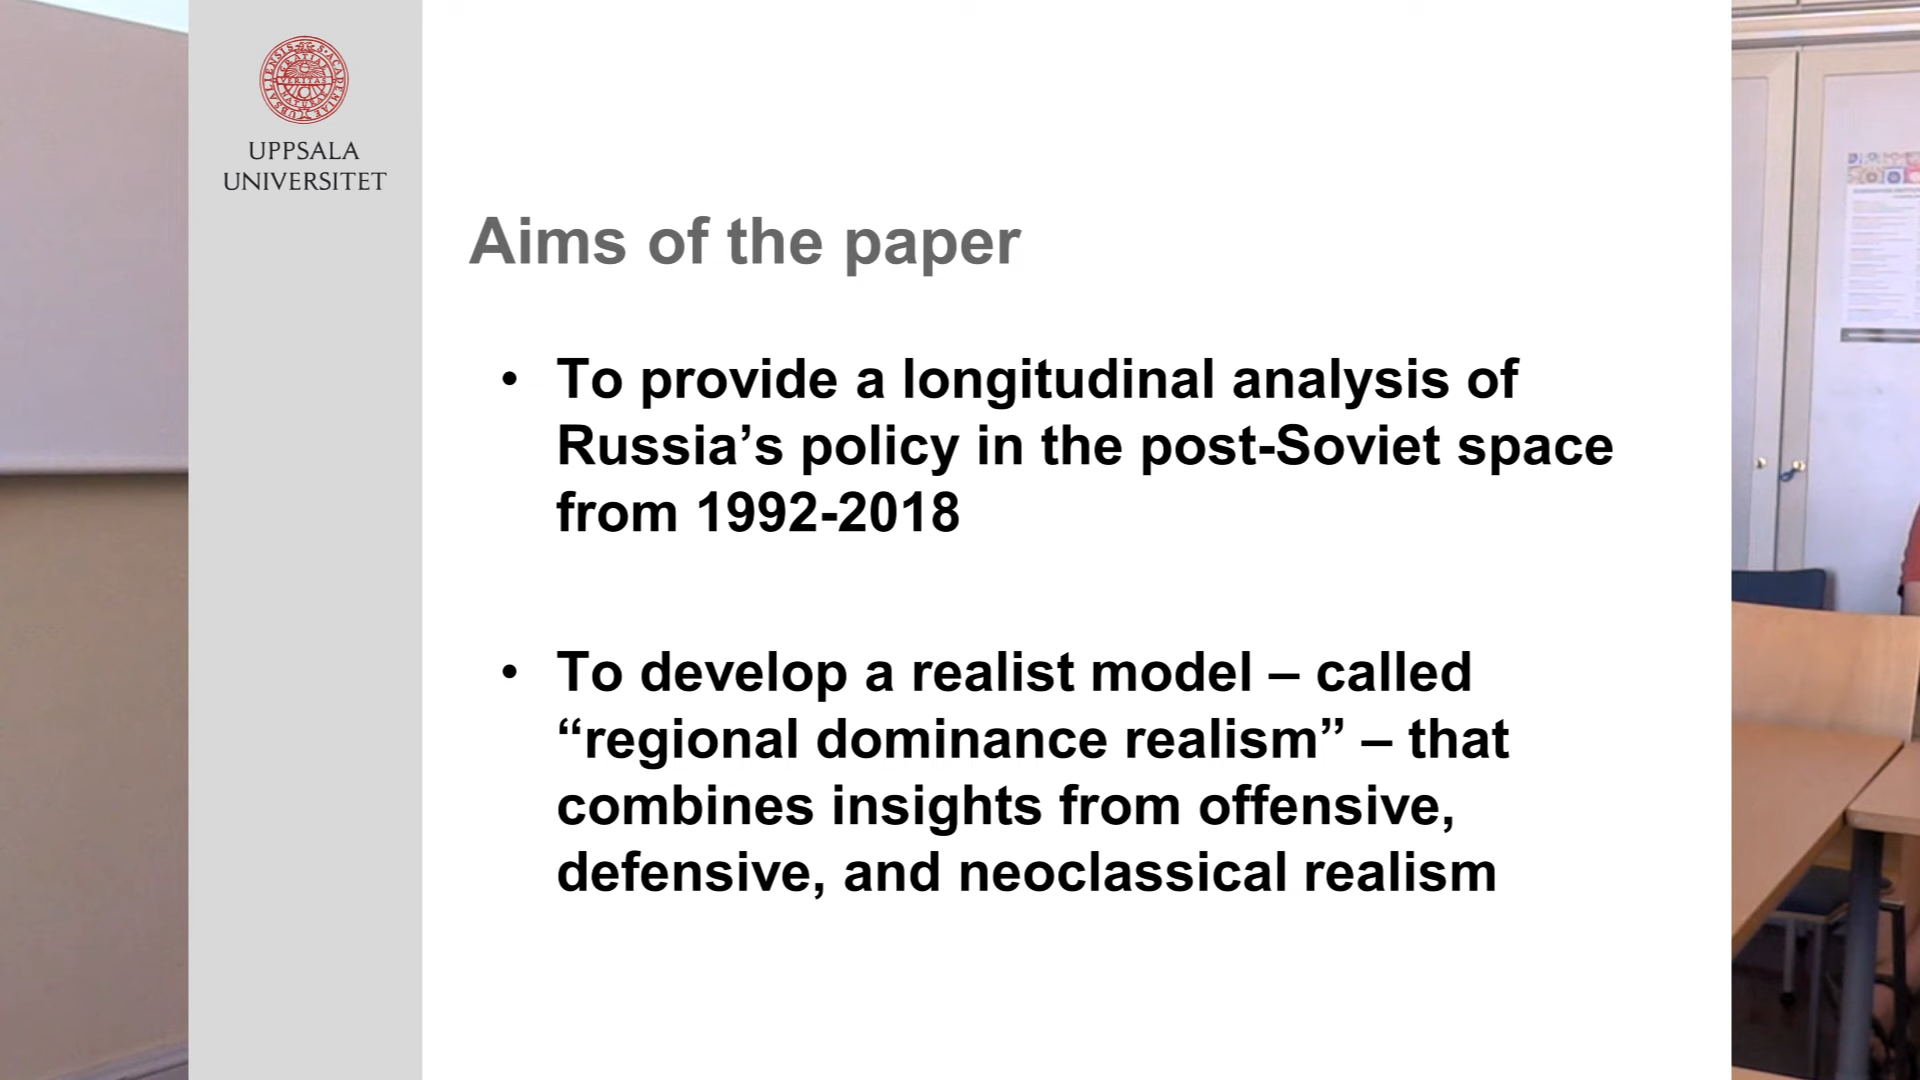 UPPSALA
UNIVERSITET
Aims of the paper
• To provide a longitudinal analysis of
Russia’s policy in the post-Soviet space
from 1992-2018
• To develop a realist model – called
“regional dominance realism” – that
combines insights from offensive,
defensive, and neoclassical realism